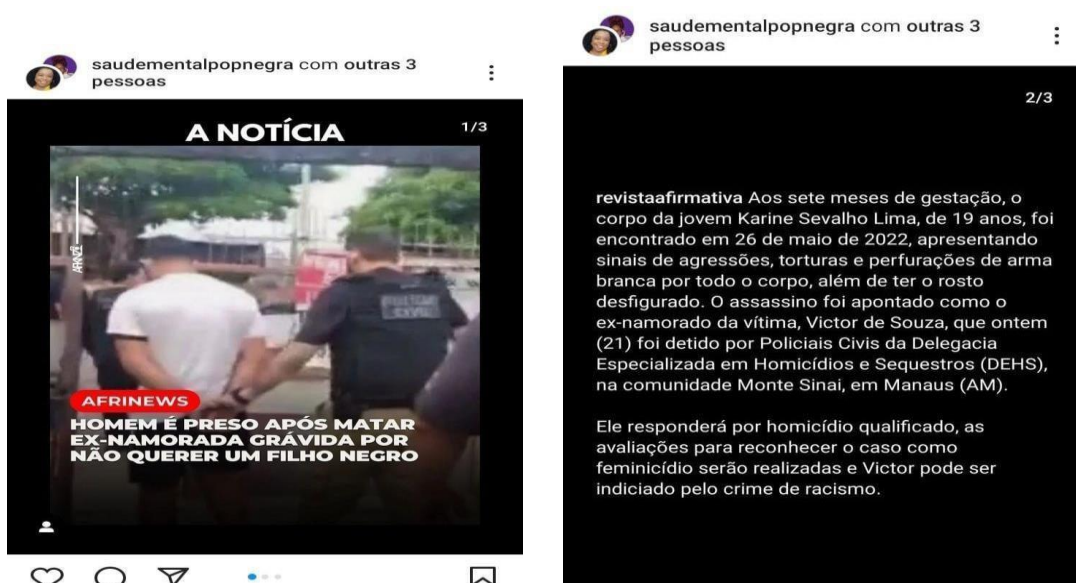 saudementalpopnegra com outras 3
pessoas
A NOTÍCIA
1/3
AFRINEWS
HOMEM É PRESO APÓS MATAR
EX-NAMORADA GRÁVIDA POR
NÃO QUERER UM FILHO NEGRO
saudementalpopnegra com outras 3
pessoas
2/3
revistaafirmativa Aos sete meses de gestação, o
corpo da jovem Karine Sevalho Lima, de 19 anos, foi
encontrado em 26 de maio de 2022, apresentando
sinais de agressões, torturas e perfurações de arma
branca por todo o corpo, além de ter o rosto
desfigurado. O assassino foi apontado como o
ex-namorado da vítima, Victor de Souza, que ontem
(21) foi detido por Policiais Civis da Delegacia
Especializada em Homicídios e Sequestros (DEHS),
na comunidade Monte Sinai, em Manaus (AM).
Ele responderá por homicídio qualificado, as
avaliações para reconhecer o caso como
feminicídio serão realizadas e Victor pode ser
indiciado pelo crime de racismo.